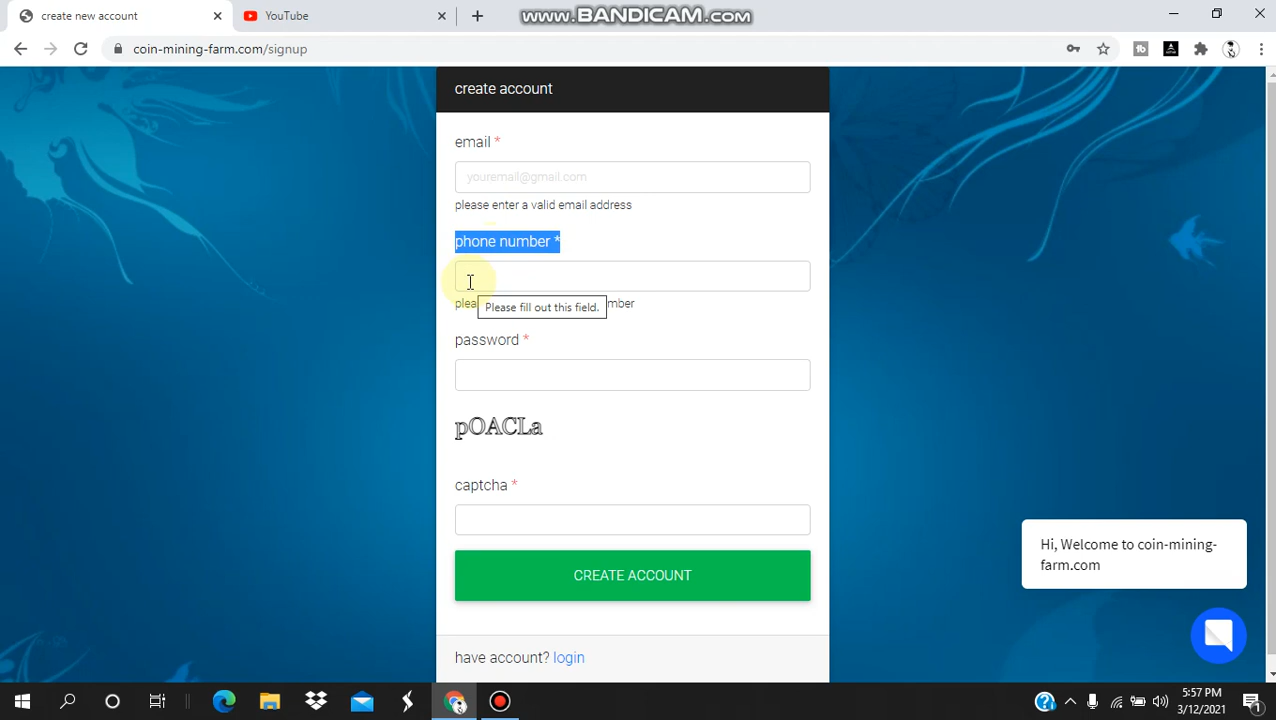 create new account
YouTube
www.BANDICAM.com
coin-mining-farm.com/signup
create account
email *
youremail@gmail.com
please enter a valid email address
phone number *
Please fill out this field.
password *
pOACLa
captcha *
CREATE ACCOUNT
Hi, Welcome to coin-mining-
farm.com
have account? login
5:57 PM
3/12/2021